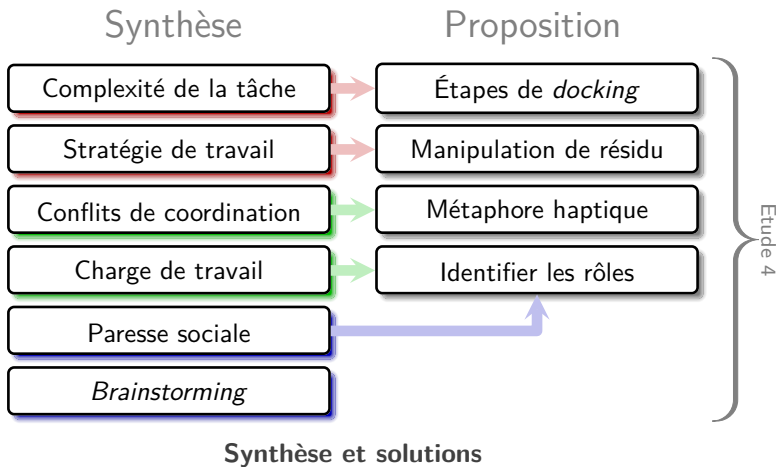 Synthèse
Proposition
Complexité de la tâche
Étapes de docking
Stratégie de travail
Manipulation de résidu
Conflits de coordination
Métaphore haptique
Charge de travail
Identifier les rôles
Paresse sociale
Brainstorming
Etude 4
Synthèse et solutions